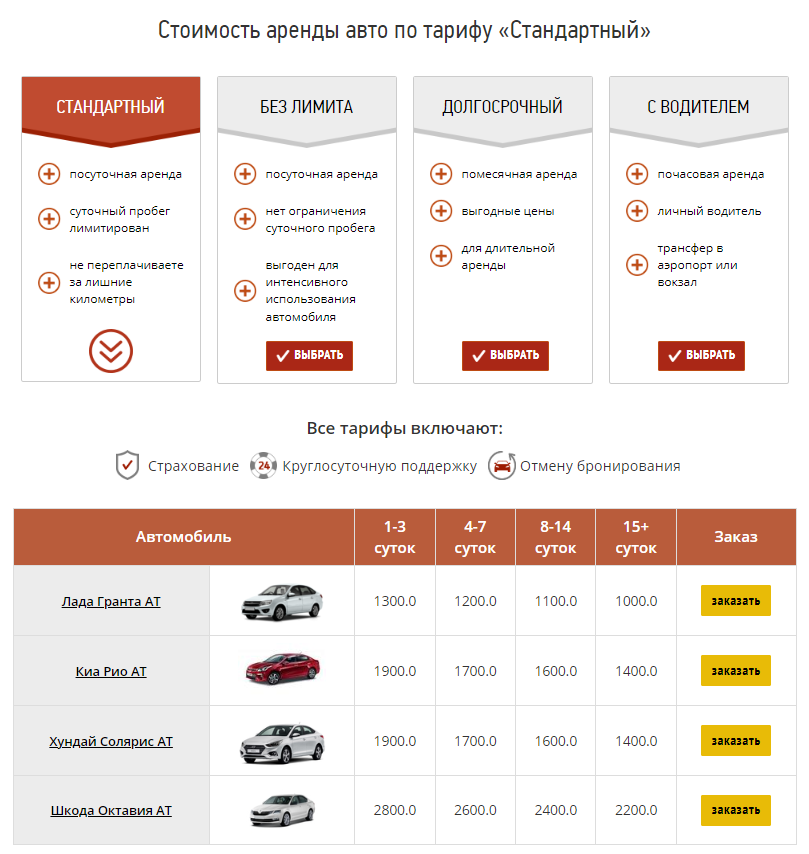 Стоимость аренды авто по тарифу «Стандартный»
СТАНДАРТНЫЙ
посуточная аренда
суточный пробег
лимитирован
не переплачиваете
за лишние
километры
БЕЗ ЛИМИТА
посуточная аренда
нет ограничения
суточного пробега
выгоден для
интенсивного
использования
автомобиля
ВЫБРАТЬ
ДОЛГОСРОЧНЫЙ
помесячная аренда
выгодные цены
для длительной
аренды
ВЫБРАТЬ
С ВОДИТЕЛЕМ
почасовая аренда
личный водитель
трансфер в
аэропорт или
вокзал
ВЫБРАТЬ
Все тарифы включают:
Страхование 24 Круглосуточную поддержку Отмену бронирования
Автомобиль 1-3 суток 4-7 суток 8-14 суток 15+ суток Заказ
Лада Гранта АТ 1300.0 1200.0 1100.0 1000.0 заказать
Киа Рио АТ 1900.0 1700.0 1600.0 1400.0 заказать
Хундай Солярис АТ 1900.0 1700.0 1600.0 1400.0 заказать
Шкода Октавия АТ 2800.0 2600.0 2400.0 2200.0 заказать